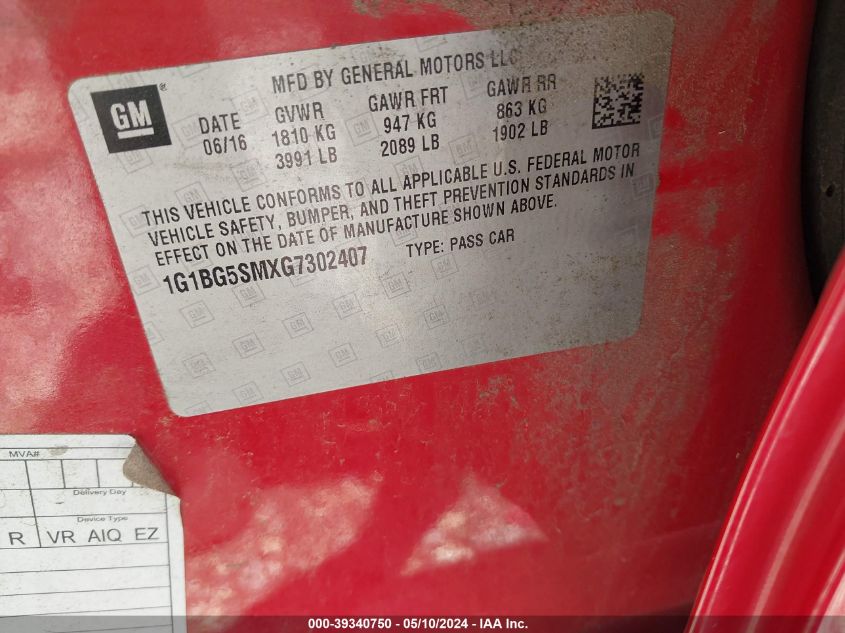 GM
MFD BY GENERAL MOTORS LLC
DATE GVWR GAWR FRT GAWR RR
06/16 1810 KG 947 KG 863 KG
3991 LB 2089 LB 1902 LB
THIS VEHICLE CONFORMS TO ALL APPLICABLE U.S. FEDERAL MOTOR
VEHICLE SAFETY, BUMPER, AND THEFT PREVENTION STANDARDS IN
EFFECT ON THE DATE OF MANUFACTURE SHOWN ABOVE.
1G1BG5SMXG7302407 TYPE: PASS CAR
MVA#
Delivery Day
Device Type
R VR AIQ EZ
000-39340750 — 05/10/2024 — IAA Inc.